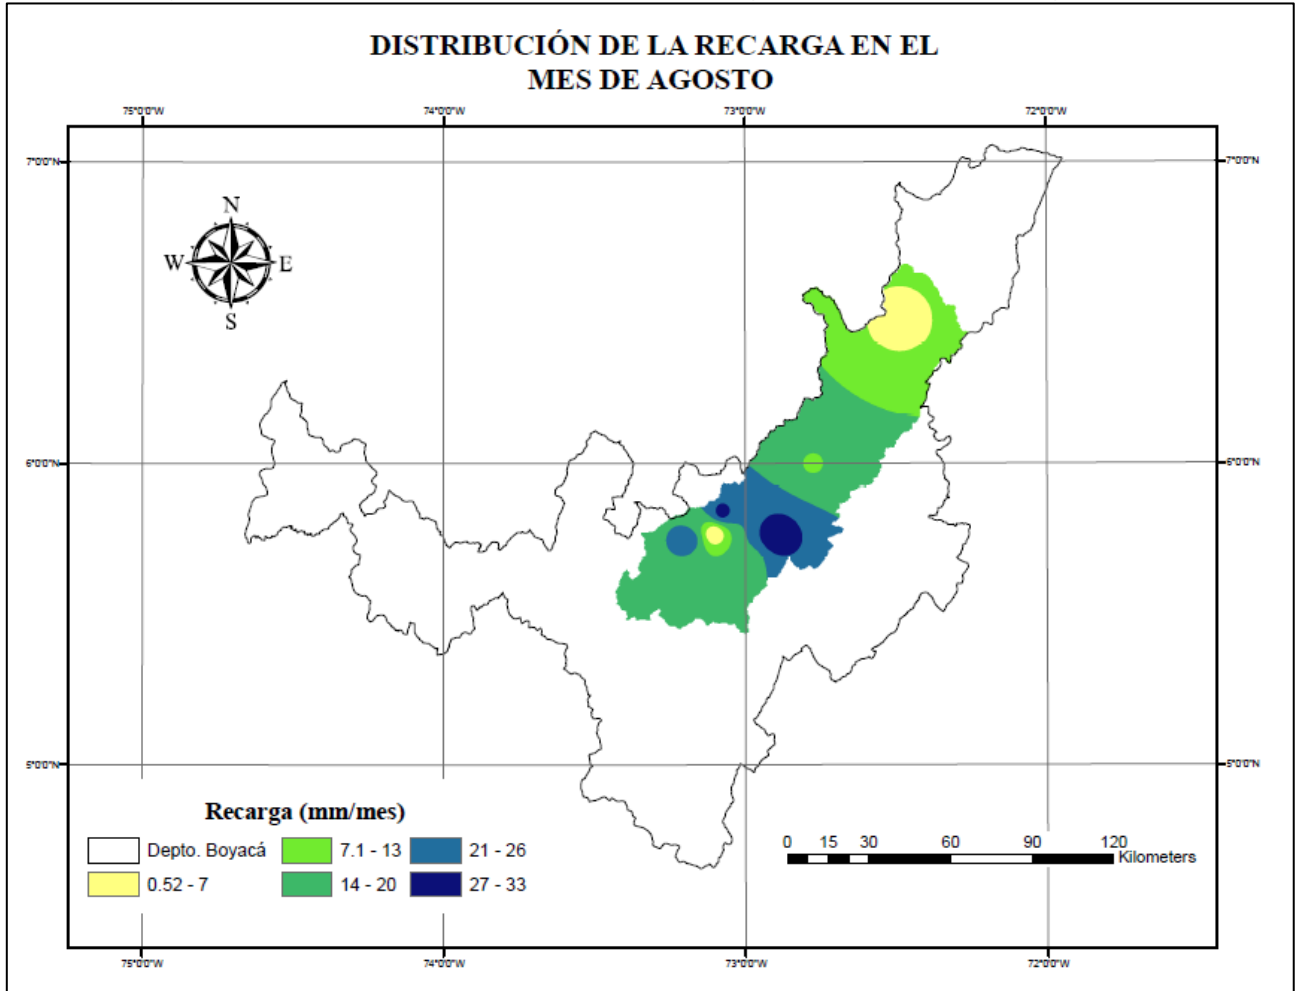 DISTRIBUCIÓN DE LA RECARGA EN EL
MES DE AGOSTO
75°0'0"W 74°0'0"W 73°0'0"W 72°0'0"W
7°0'0"N 7°0'0"N
N
W E
S
6°0'0"N 6°0'0"N
5°0'0"N 5°0'0"N
Recarga (mm/mes)
Depto. Boyacá 7.1 - 13 21 - 26
0.52 - 7 14 - 20 27 - 33
0 15 30 60 90 120
Kilometers
75°0'0"W 74°0'0"W 73°0'0"W 72°0'0"W